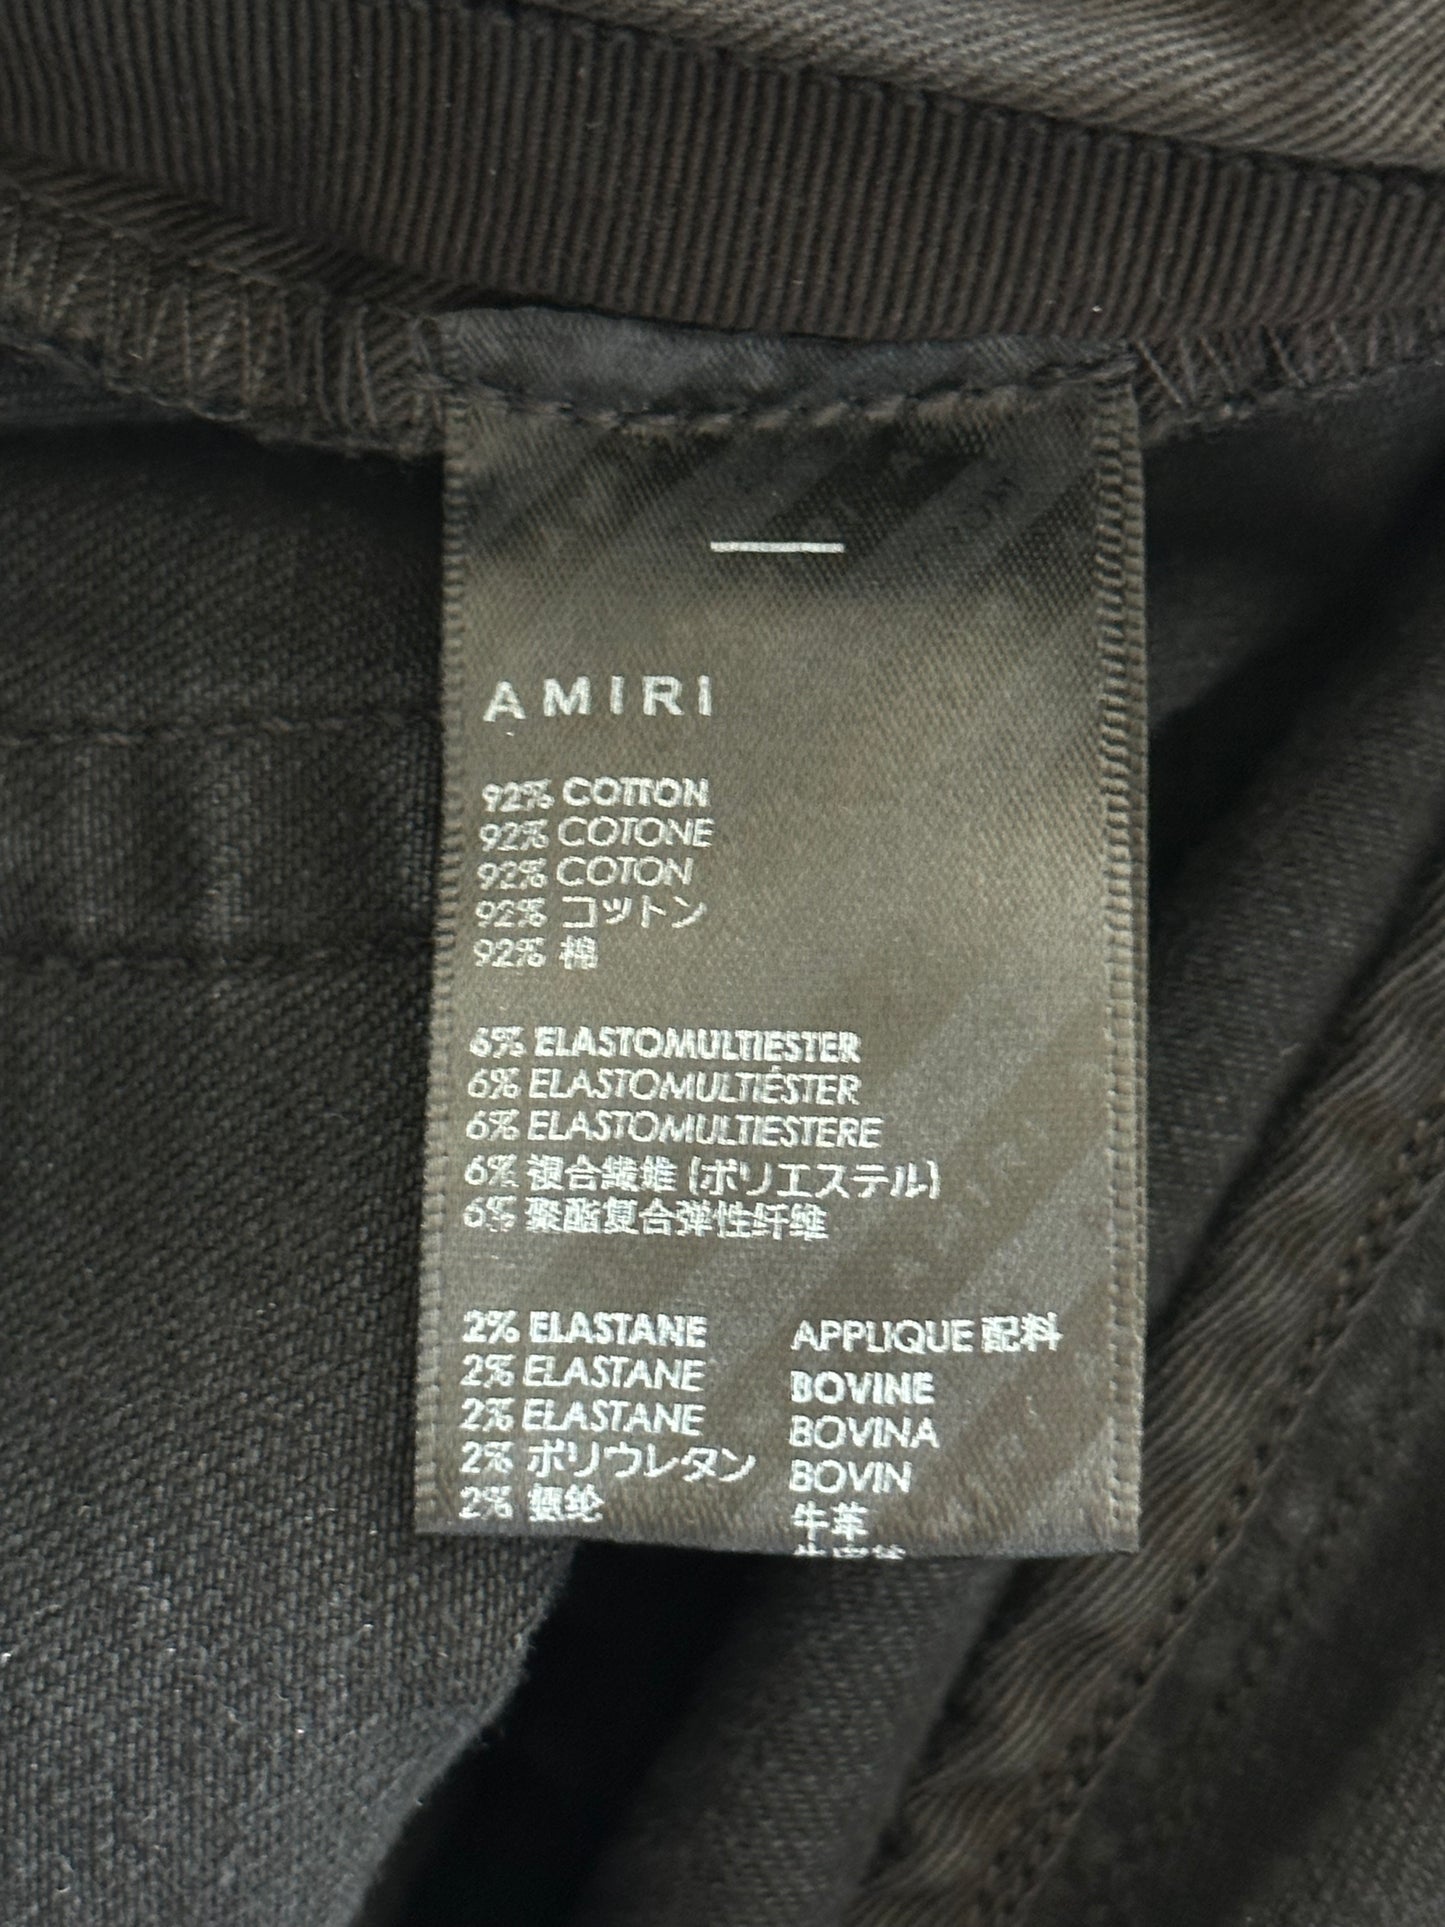 AMIRI
92% COTTON
92% COTONE
92% COTON
92% コットン
92% 棉
6% ELASTOMULTIESTER
6% ELASTOMULTIÉSTER
6% ELASTOMULTIESTERE
6% 複合繊維 (ポリエステル)
6% 聚酯复合弹性纤维
2% ELASTANE
2% ELASTANE
2% ELASTANE
2% ポリウレタン
2% 氨纶
APPLIQUE 配料
BOVINE
BOVINA
BOVIN
牛革